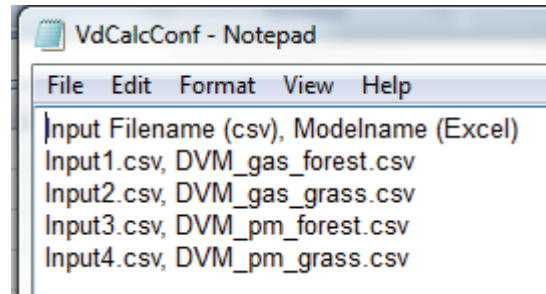 VdCalcConf - Notepad
File Edit Format View Help
Input Filename (csv), Modelname (Excel)
Input1.csv, DVM_gas_forest.csv
Input2.csv, DVM_gas_grass.csv
Input3.csv, DVM_pm_forest.csv
Input4.csv, DVM_pm_grass.csv